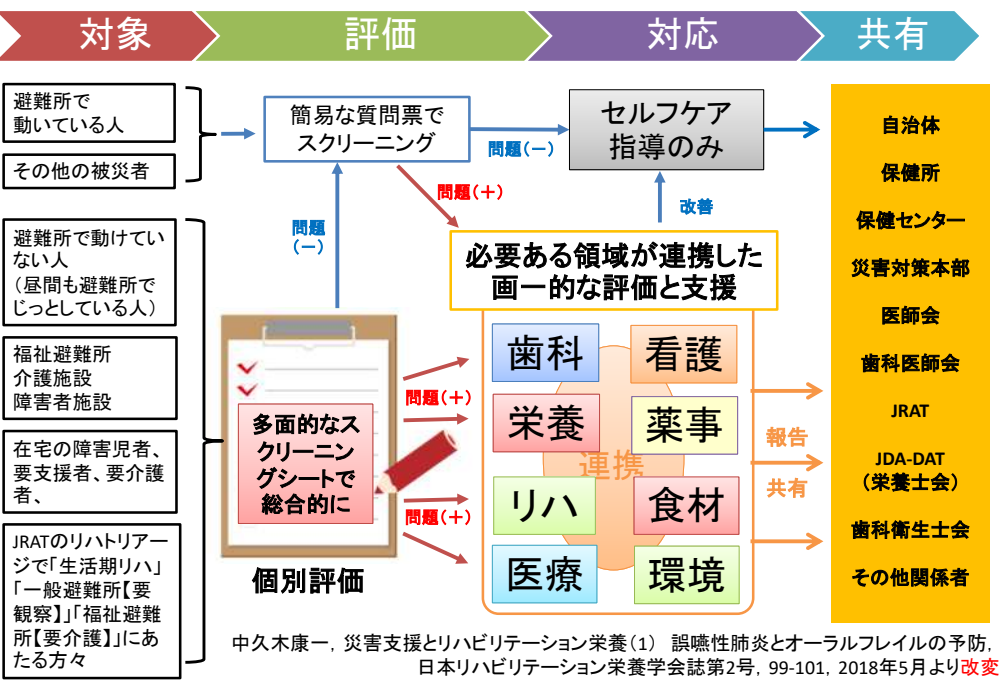 対象
評価
対応
共有
避難所で
動いている人
その他の被災者
避難所で動けてい
ない人
（昼間も避難所で
じっとしている人）
福祉避難所
介護施設
障害者施設
在宅の障害児者、
要支援者、要介護
者、
JRATのリハトリアー
ジで「生活期リハ」
「一般避難所【要
観察】」「福祉避難
所【要介護】」にあ
たる方々
簡易な質問票で
スクリーニング
問題（－）
問題（＋）
問題
（－）
多面的なス
クリーニン
グシートで
総合的に
個別評価
問題（＋）
問題（＋）
セルフケア
指導のみ
改善
必要ある領域が連携した
画一的な評価と支援
歯科
看護
栄養
薬事
連携
リハ
食材
医療
環境
報告
共有
自治体
保健所
保健センター
災害対策本部
医師会
歯科医師会
JRAT
JDA-DAT
（栄養士会）
歯科衛生士会
その他関係者
中久木康一，災害支援とリハビリテーション栄養（1） 誤嚥性肺炎とオーラルフレイルの予防，
日本リハビリテーション栄養学会誌第2号，99-101，2018年5月より改変